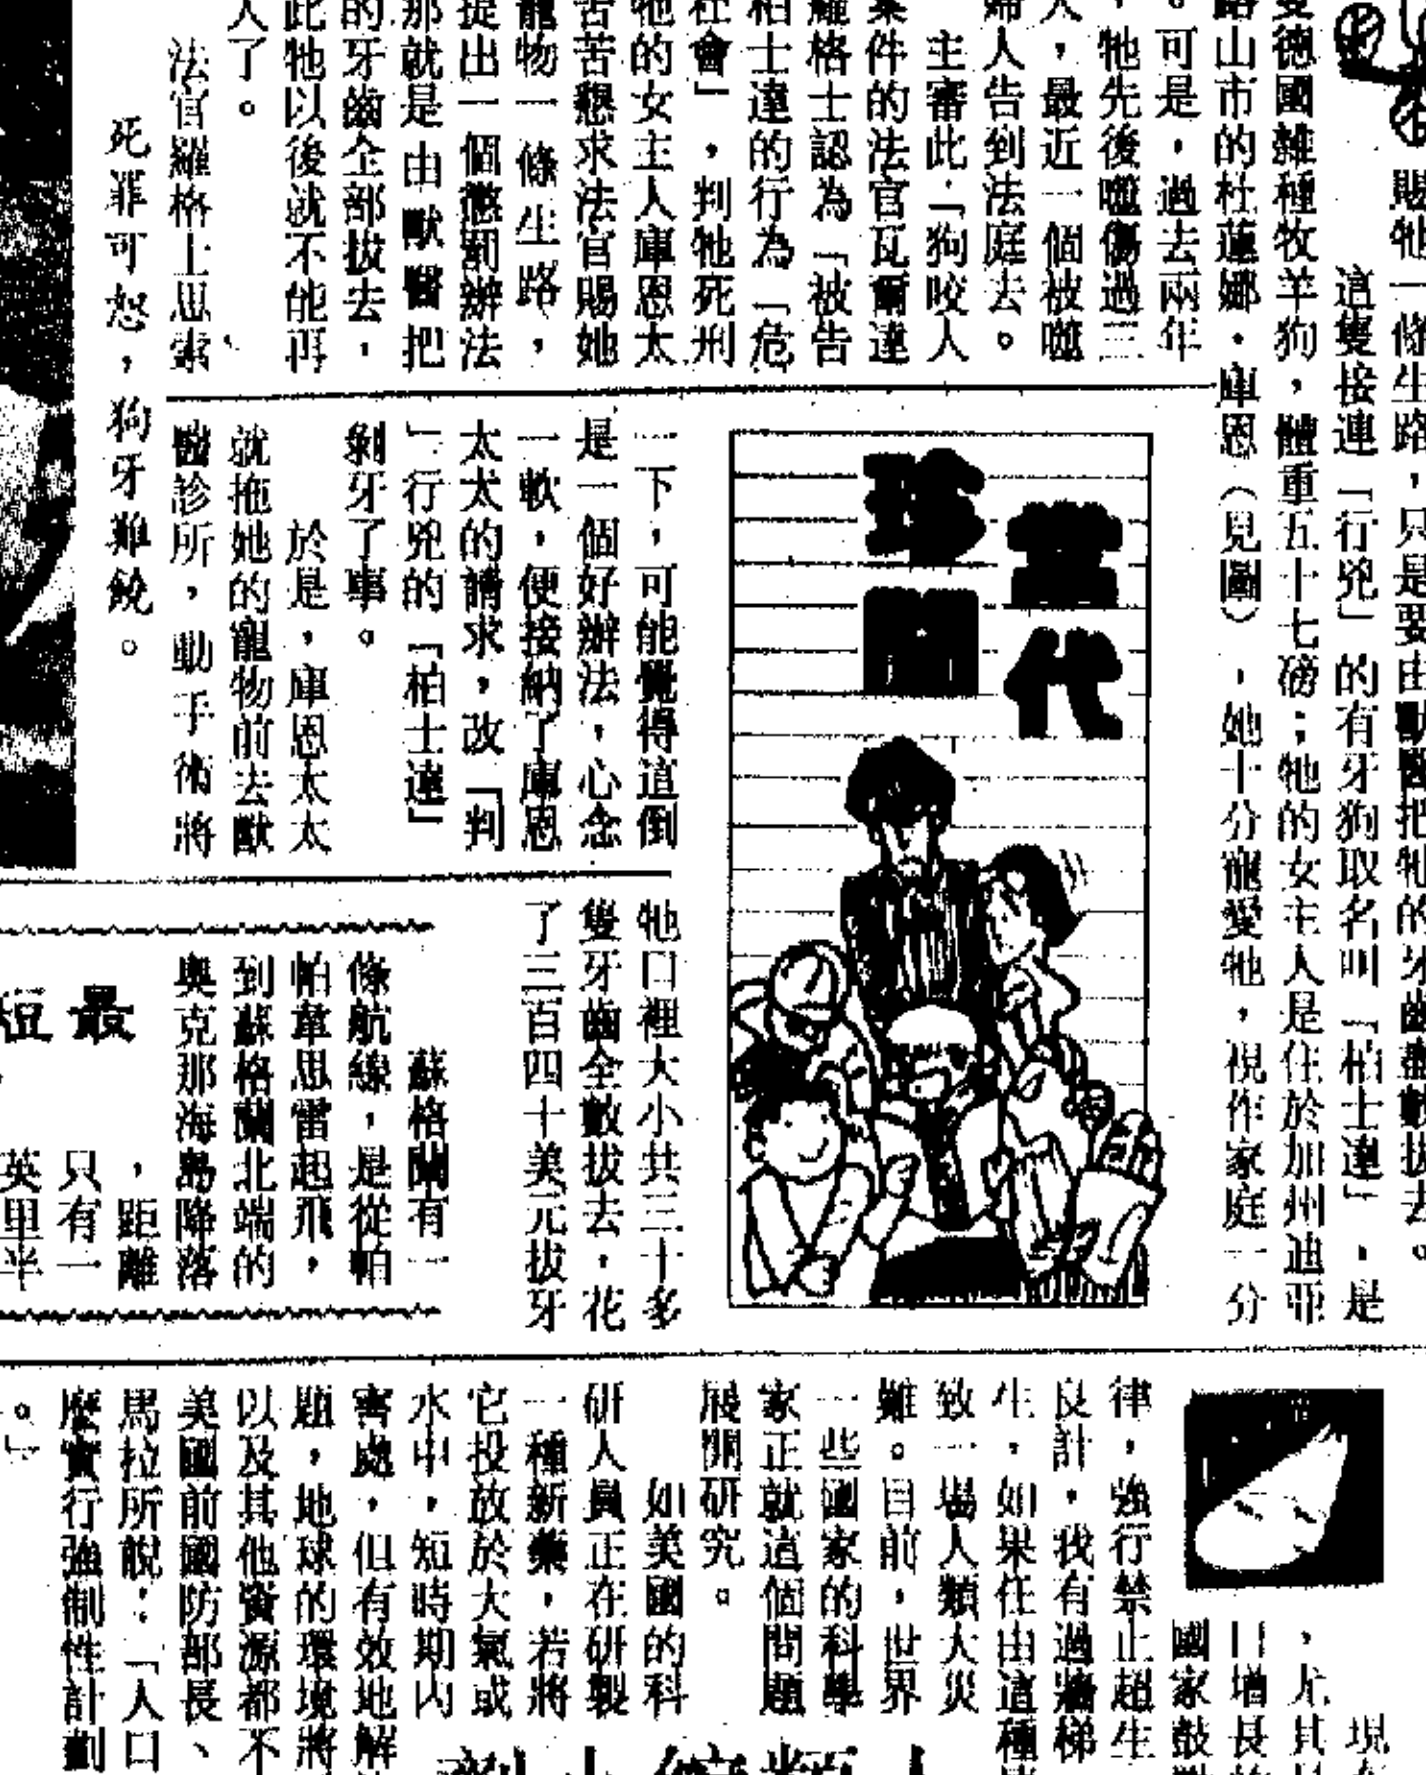 賜牠一條生路，只是要由獸醫把牠的牙齒盡數拔去。
這隻接連「行兇」的有牙狗取名叫「柏士達」，是
德國雜種牧羊狗，體重五十七磅；牠的女主人是住於加州迪亞
路山市的杜蓮娜・庫恩（見圖），她十分寵愛牠，視作家庭一分
。可是，過去兩年
，牠先後噬傷過三
人，最近一個被噬
婦人告到法庭去。
主審此「狗咬人
案件的法官瓦爾達
羅格士認為「被告
柏士達的行為「危
社會」，判牠死刑
牠的女主人庫恩太
苦苦懇求法官賜她
寵物一條生路，
提出一個懲罰辦法
那就是由獸醫把
的牙齒全部拔去，
此牠以後就不能再
人了。
法官羅格士思索
當代
珍聞
一下，可能覺得這倒
是一個好辦法，心念
一軟，便接納了庫恩
太太的請求，改「判
」行兇的「柏士達」
剝牙了事。
於是，庫恩太太
就拖她的寵物前去獸
醫診所，動手術將
牠口裡大小共三十多
隻牙齒全數拔去，花
了三百四十美元拔牙
死罪可恕，狗牙難饒。
蘇格蘭有一
條航線，是從帕
帕韋思雷起飛，
到蘇格蘭北端的
奧克那海島降落
，距離
只有一
英里半
最
短
現
，尤其
日增長
國家鼓
律，強行禁止超生
良計，我有過牆梯
生，如果任由這種
致一場人類大災
難。目前，世界
一些國家的科學
家正就這個問題
展開研究。
如美國的科
研人員正在研製
一種新藥，若將
它投放於大氣或
水中，短時期內
害處，但有效地解
題，地球的環境將
以及其他資源都不
美國前國防部長、
馬拉所說：「人口
麼實行強制性計劃
。」